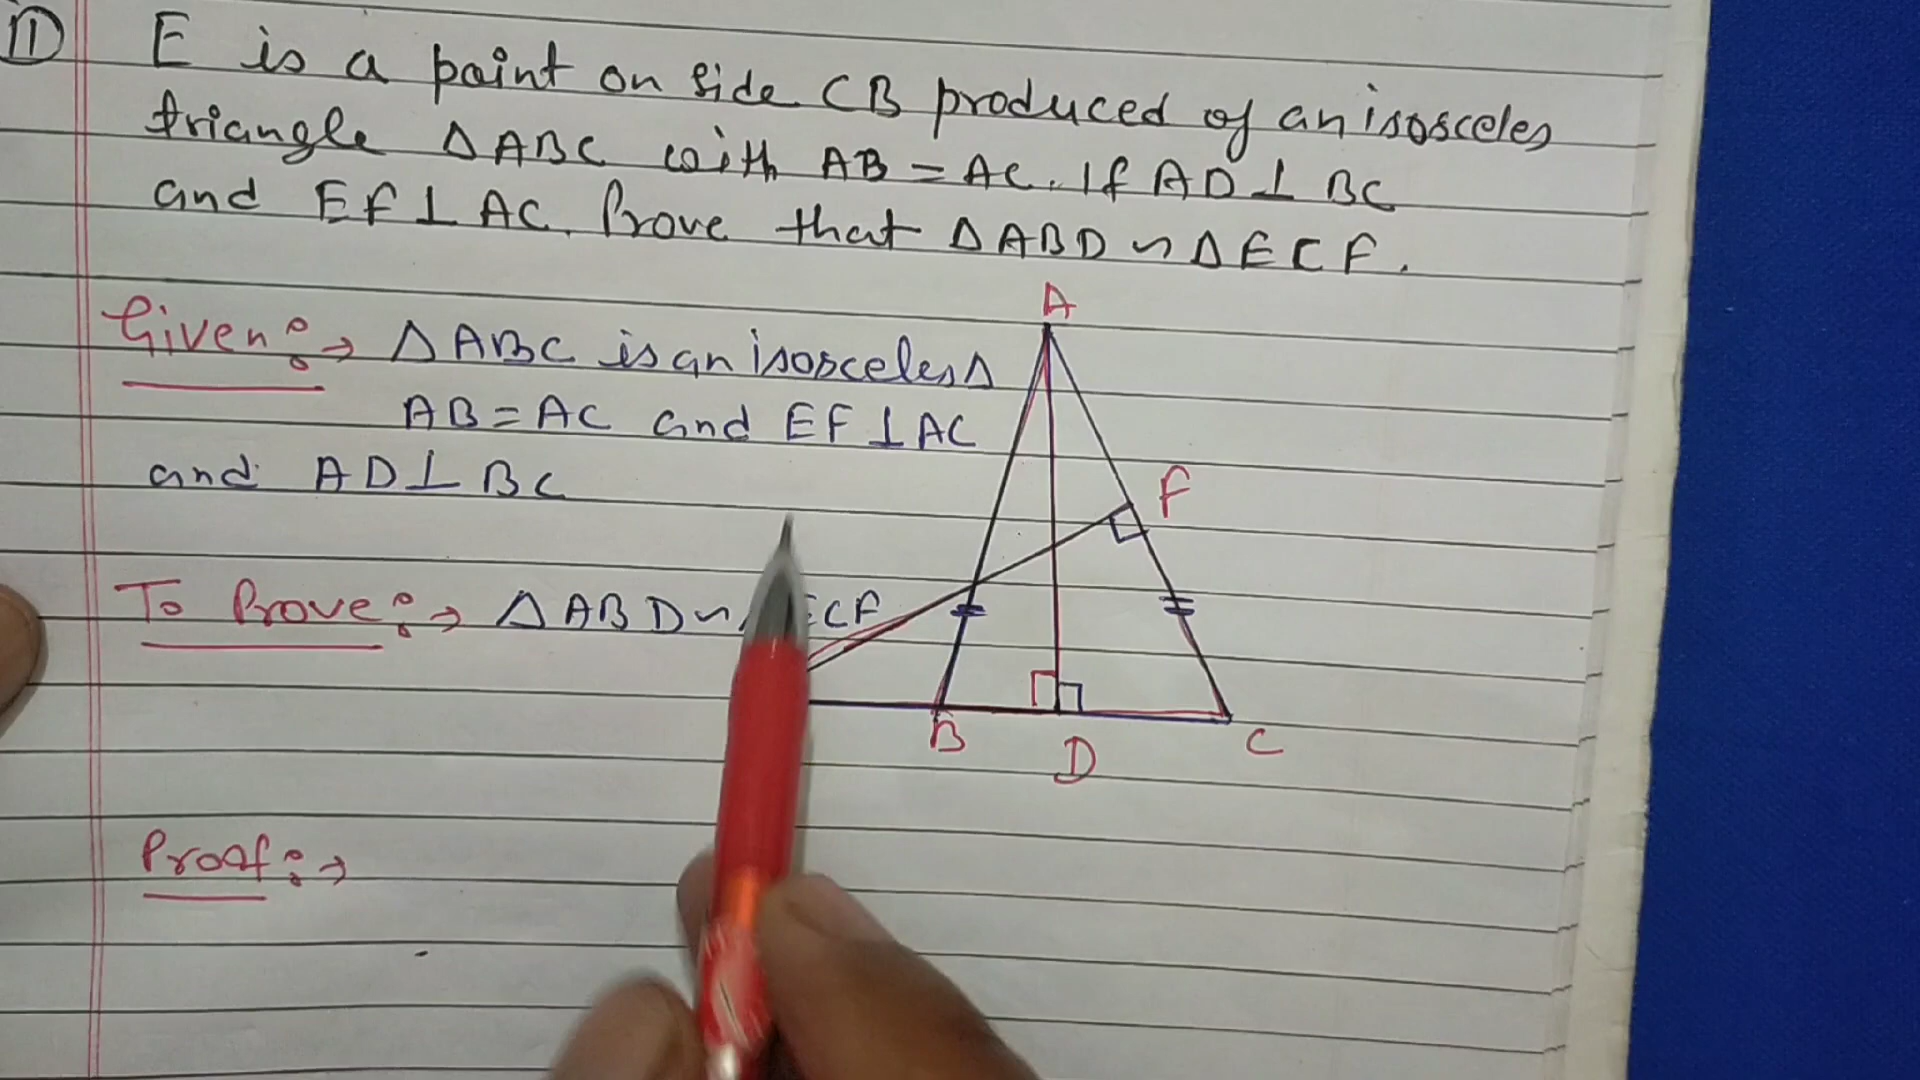 11 E is a point on side CB produced of an isosceles
triangle ΔABC with AB = AC. If AD ⊥ BC
and EF ⊥ AC. Prove that ΔABD ~ ΔECF.
Given:→ ΔABC is an isosceles Δ
AB = AC and EF ⊥ AC
and AD ⊥ BC
To Prove:→ ΔABD ~ ECF
Proof:→
A
F
B
D
C